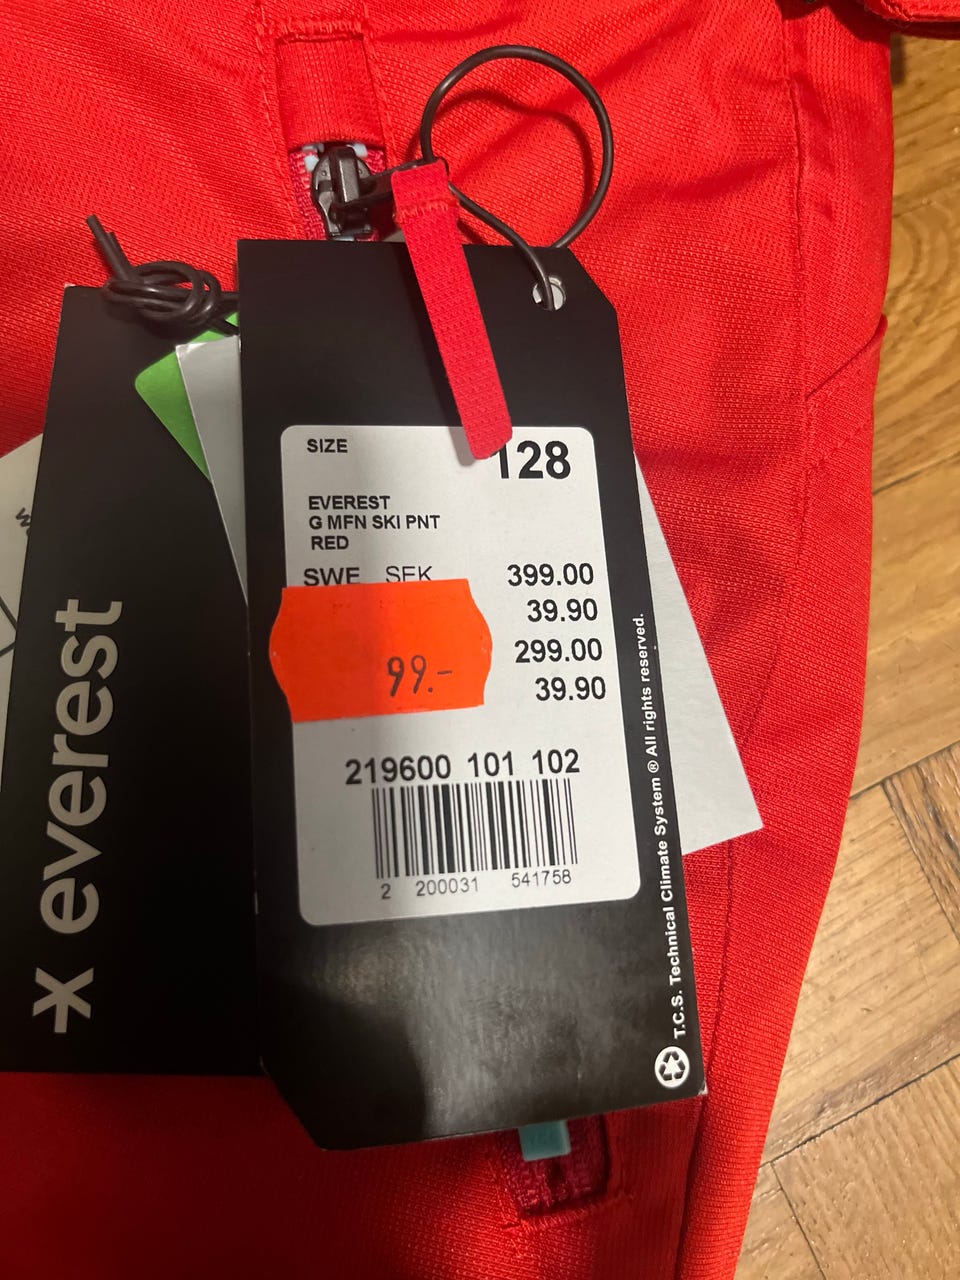 SIZE 128
EVEREST
G MFN SKI PNT
RED
SWE SEK 399.00
39.90
299.00
39.90
99.-
219600 101 102
2 200031 541758
T.C.S. Technical Climate System ® All rights reserved.
everest